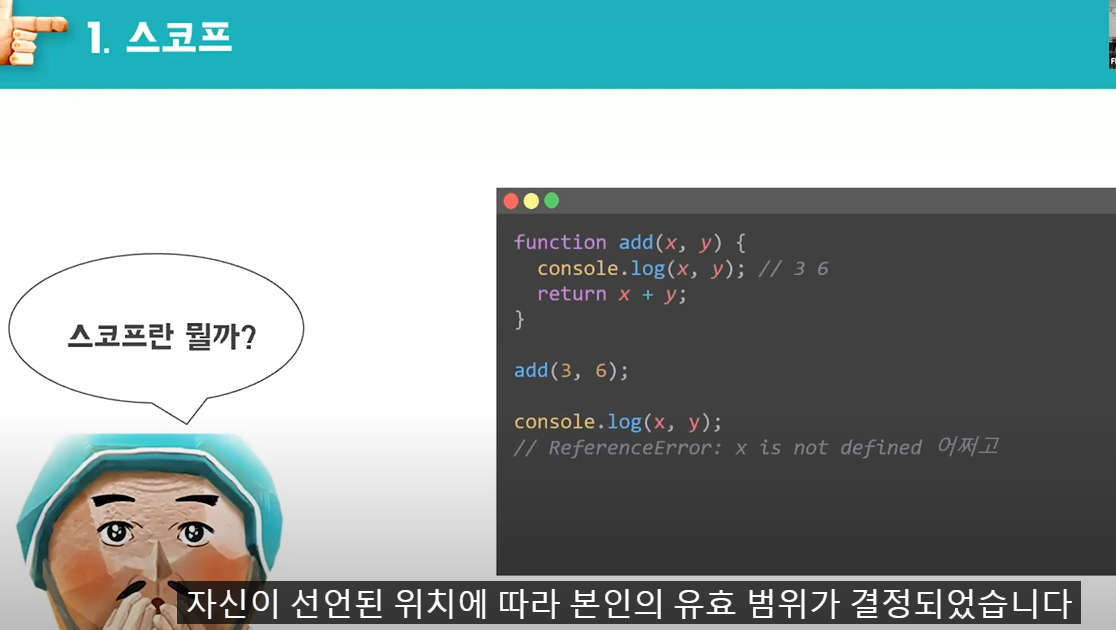 1. 스코프
스코프란 뭘까?
function add(x, y) {
console.log(x, y); // 3 6
return x + y;
}
add(3, 6);
console.log(x, y);
// ReferenceError: x is not defined 어쩌고
자신이 선언된 위치에 따라 본인의 유효 범위가 결정되었습니다